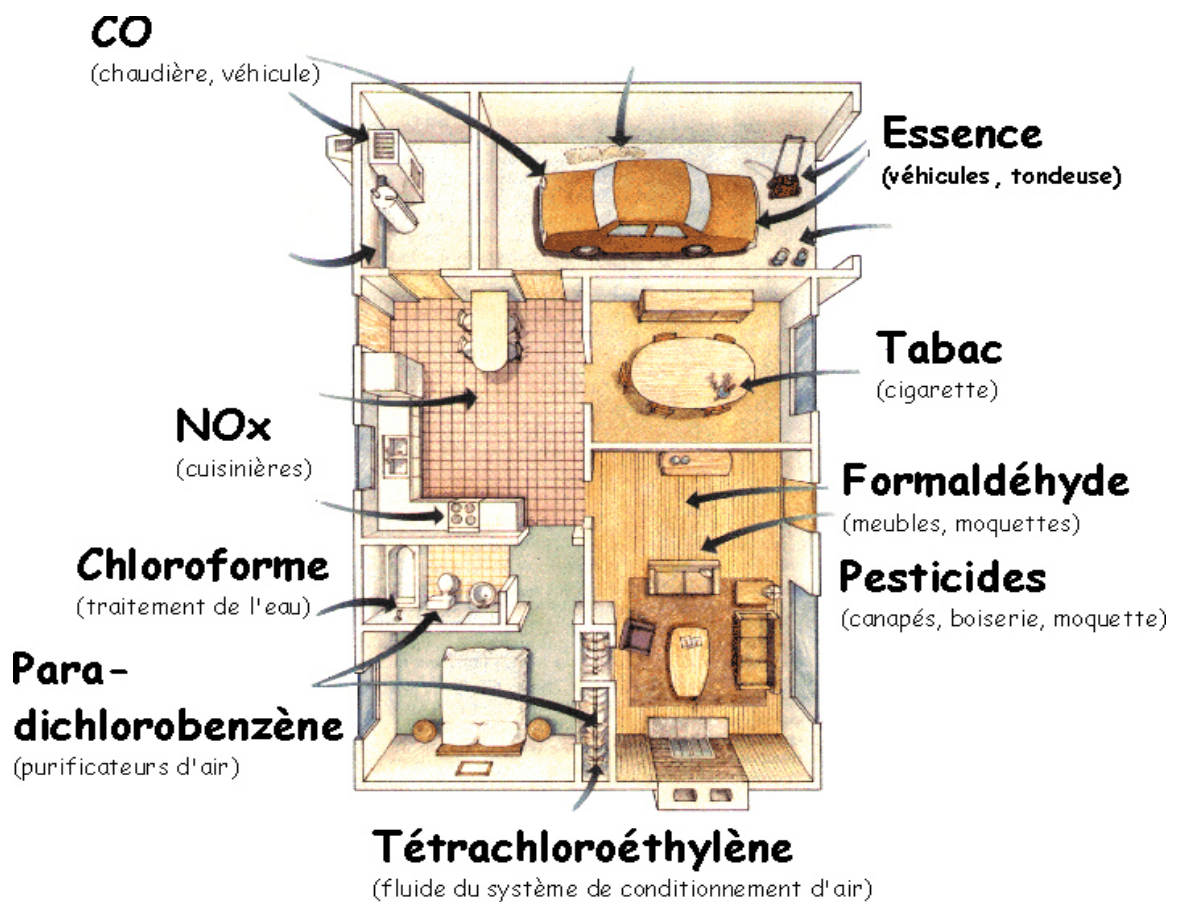 CO
(chaudière, véhicule)
Essence
(véhicules, tondeuse)
Tabac
(cigarette)
NOx
(cuisinières)
Formaldéhyde
(meubles, moquettes)
Chloroforme
(traitement de l'eau)
Pesticides
(canapés, boiserie, moquette)
Para-
dichlorobenzène
(purificateurs d'air)
Tétrachloroéthylène
(fluide du système de conditionnement d'air)